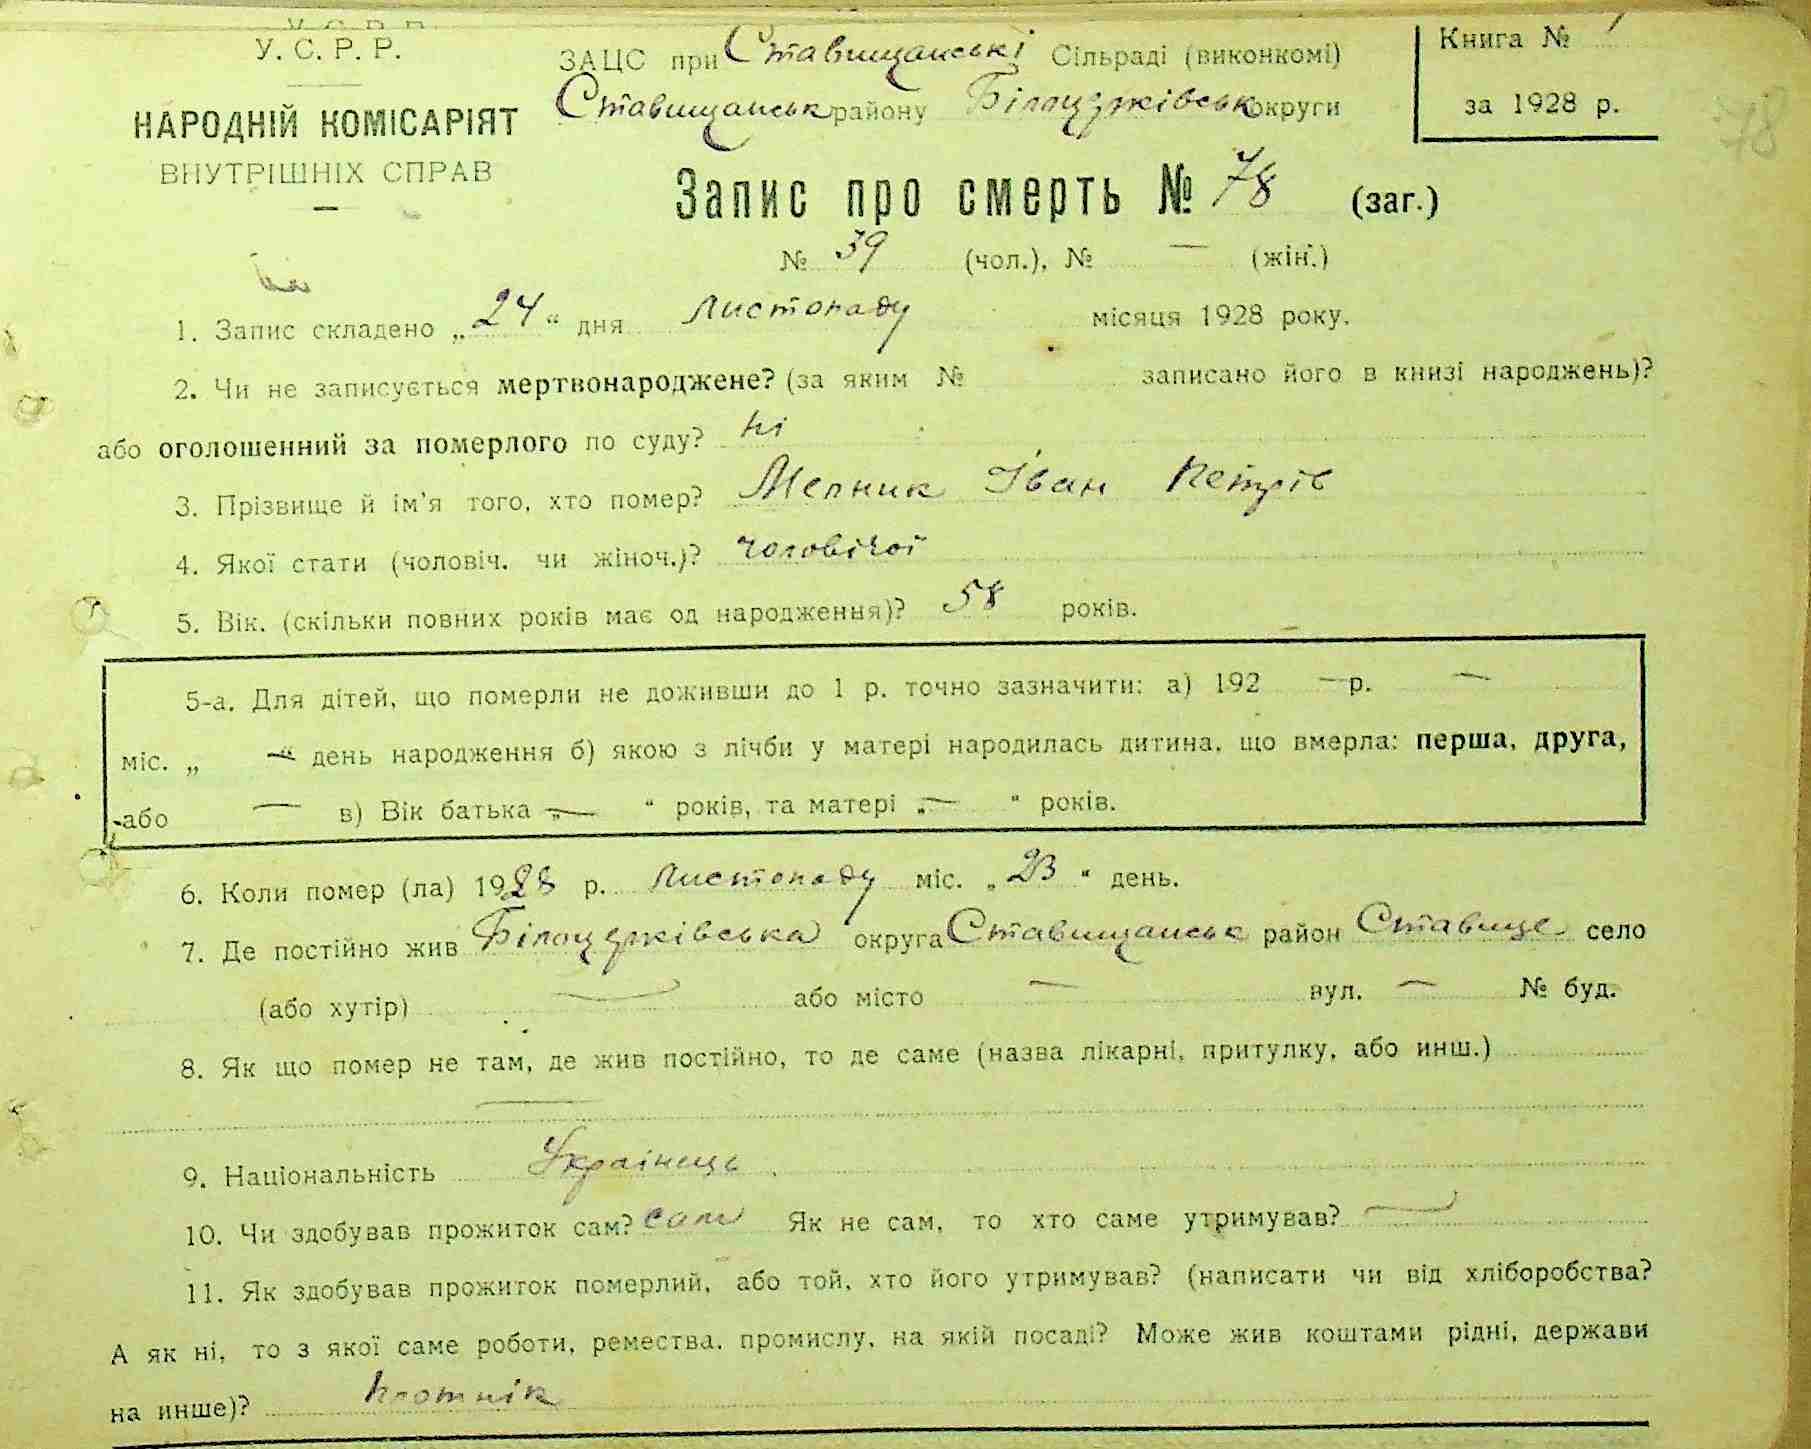 У. С. Р. Р.
НАРОДНІЙ КОМІСАРІЯТ
ВНУТРІШНІХ СПРАВ
ЗАЦС при Ставищанські Сільраді (виконкомі)
Ставищанськ району Білоцерківськ округи
Книга № 1
за 1928 р.
78
Запис про смерть № 78 (заг.)
№ 39 (чол.), № — (жін.)
1. Запис складено „24“ дня листопаду місяця 1928 року.
2. Чи не записується мертвонароджене? (за яким № записано його в книзі народжень)?
або оголошенний за померлого по суду? ні
3. Прізвище й ім'я того, хто помер? Мелник Іван Петрів
4. Якої стати (чоловіч. чи жіноч.)? чоловічої
5. Вік. (скільки повних років має од народження)? 58 років.
5-а. Для дітей, що померли не доживши до 1 р. точно зазначити: а) 192 — р. —
міс. „ — “ день народження б) якою з лічби у матері народилась дитина, що вмерла: перша, друга,
або — в) Вік батька „ — “ років, та матері „ — “ років.
6. Коли помер (ла) 1928 р. листопаду міс. „23“ день.
7. Де постійно жив Білоцерківська округа Ставищанськ район Ставище село
(або хутір) — або місто — вул. — № буд.
8. Як що помер не там, де жив постійно, то де саме (назва лікарні, притулку, або инш.)
—
9. Національність Українець
10. Чи здобував прожиток сам? сам Як не сам, то хто саме утримував? —
11. Як здобував прожиток померлий, або той, хто його утримував? (написати чи від хліборобства?
А як ні, то з якої саме роботи, ремества, промислу, на якій посаді? Може жив коштами рідні, держави
на инше)? плотнік